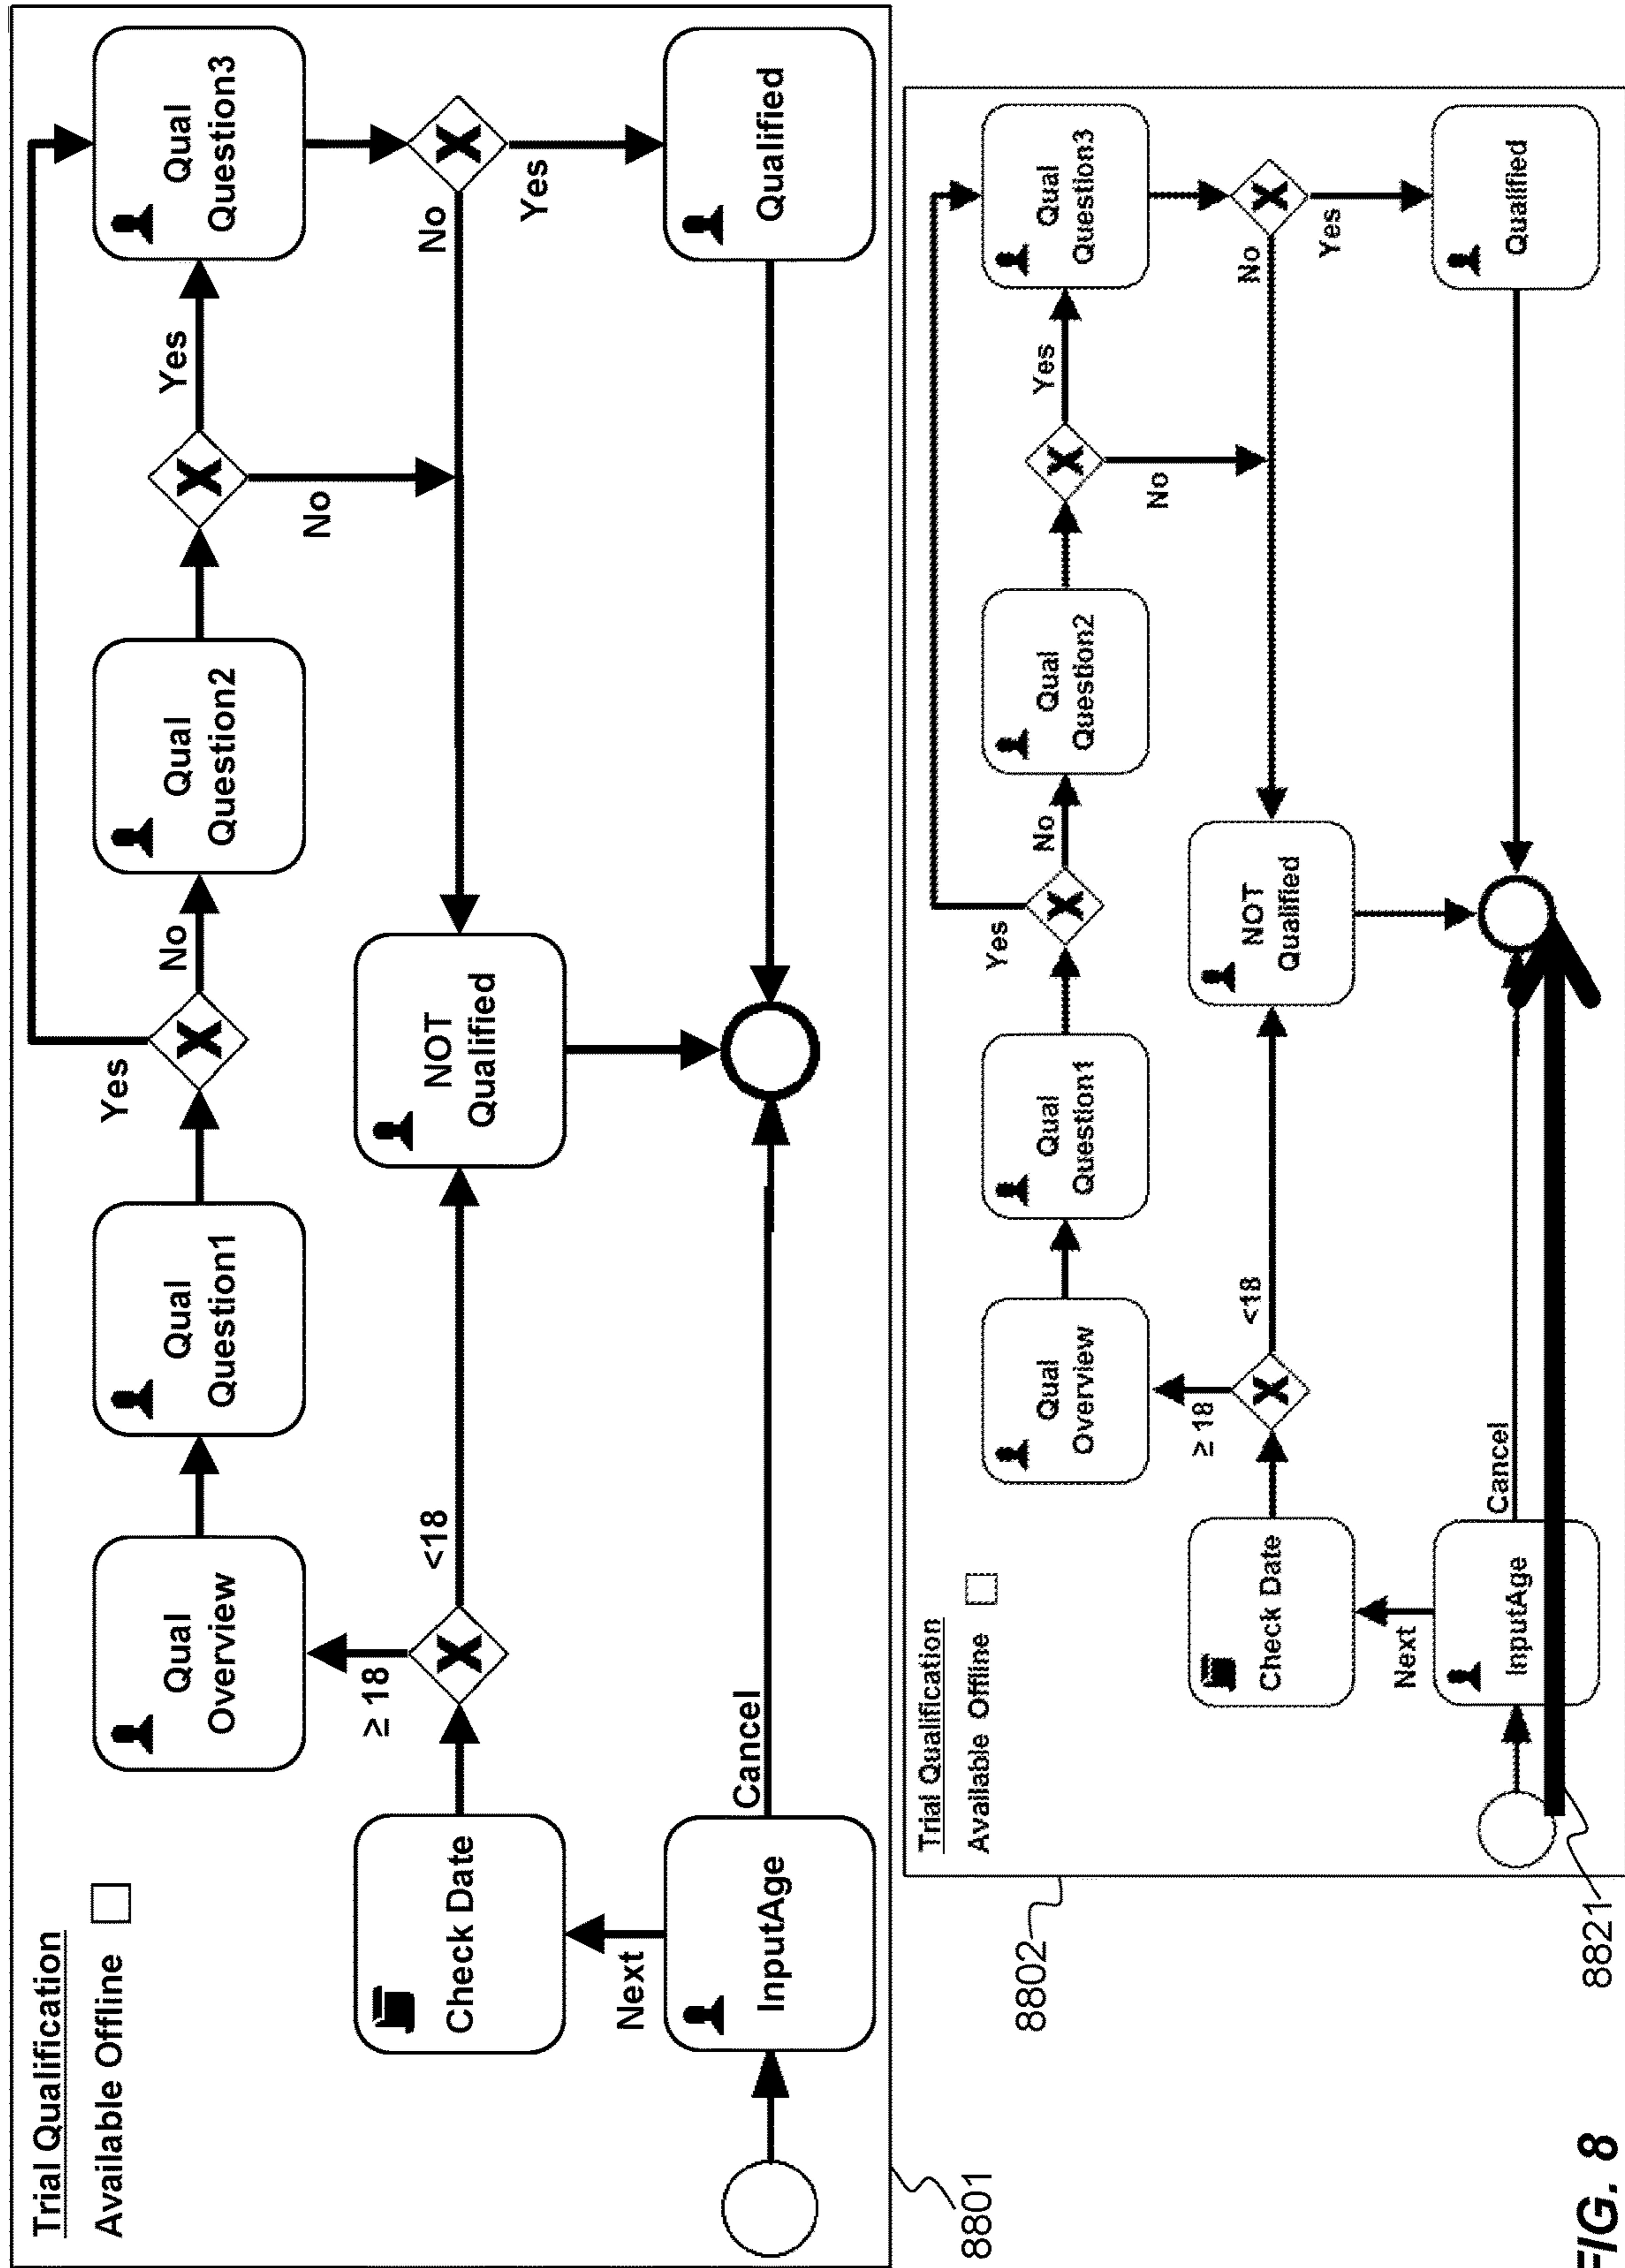 Trial Qualification
Available Offline
Qual
Overview
Qual
Question1
Yes
No
Qual
Question2
Yes
No
Qual
Question3
≥ 18
<18
Check Date
NOT
Qualified
No
Yes
Next
InputAge
Cancel
Qualified
8801
8802
Trial Qualification
Available Offline
Qual
Overview
Qual
Question1
Yes
No
Qual
Question2
Yes
No
Qual
Question3
≥ 18
<18
Check Date
NOT
Qualified
No
Yes
Next
InputAge
Cancel
Qualified
8821
FIG. 8